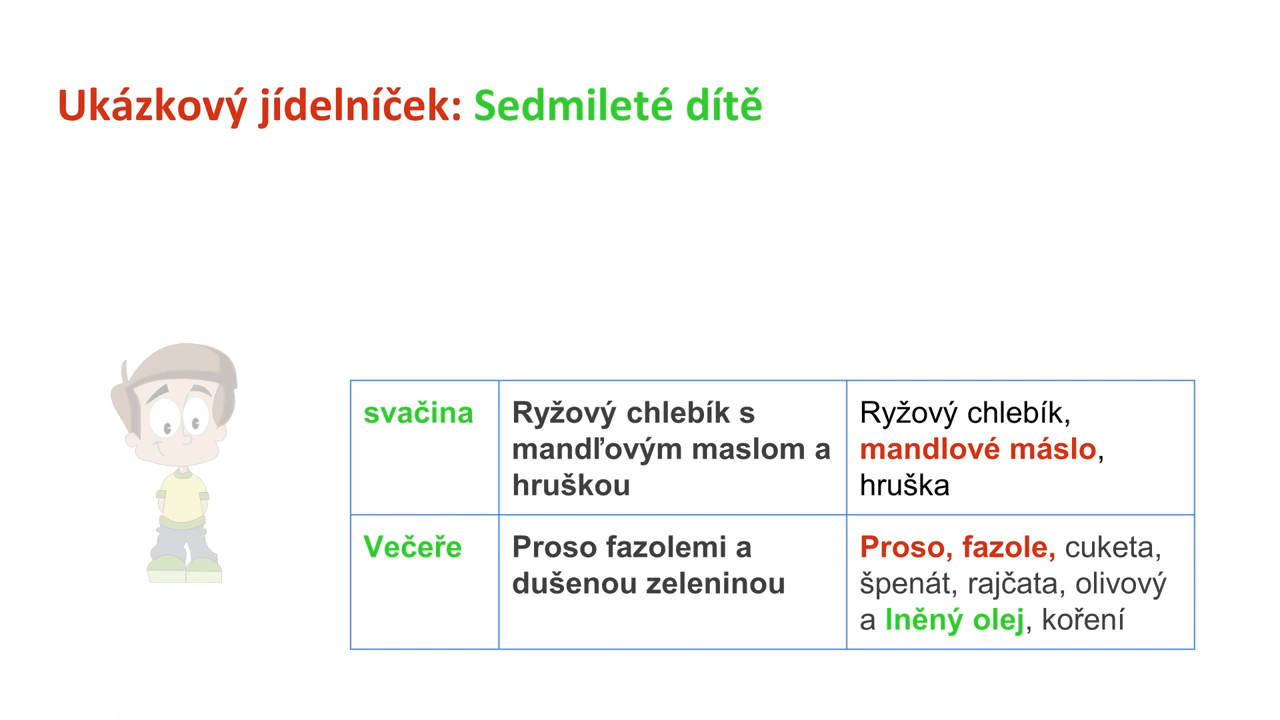 Ukázkový jídelníček: Sedmileté dítě
svačina
Ryžový chlebík s
mandľovým maslom a
hruškou
Ryžový chlebík,
mandlové máslo,
hruška
Večeře
Proso fazolemi a
dušenou zeleninou
Proso, fazole, cuketa,
špenát, rajčata, olivový
a lněný olej, koření